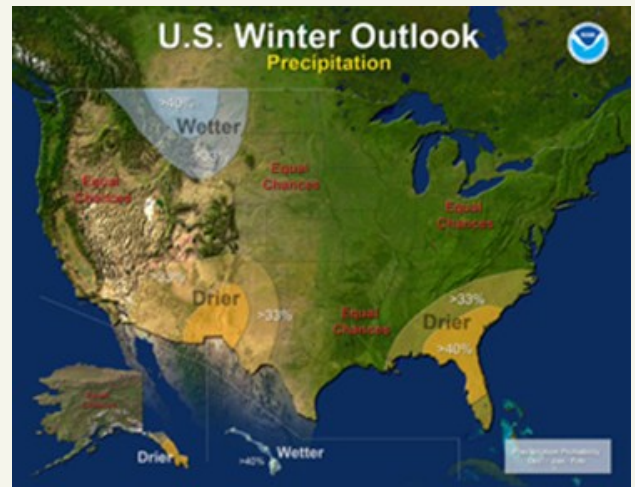 U.S. Winter Outlook
Precipitation
>40%
Wetter
Equal
Chances
Equal
Chances
Equal
Chances
>33%
Drier
>33%
Equal
Chances
>33%
Drier
>40%
Drier
>40%
Wetter